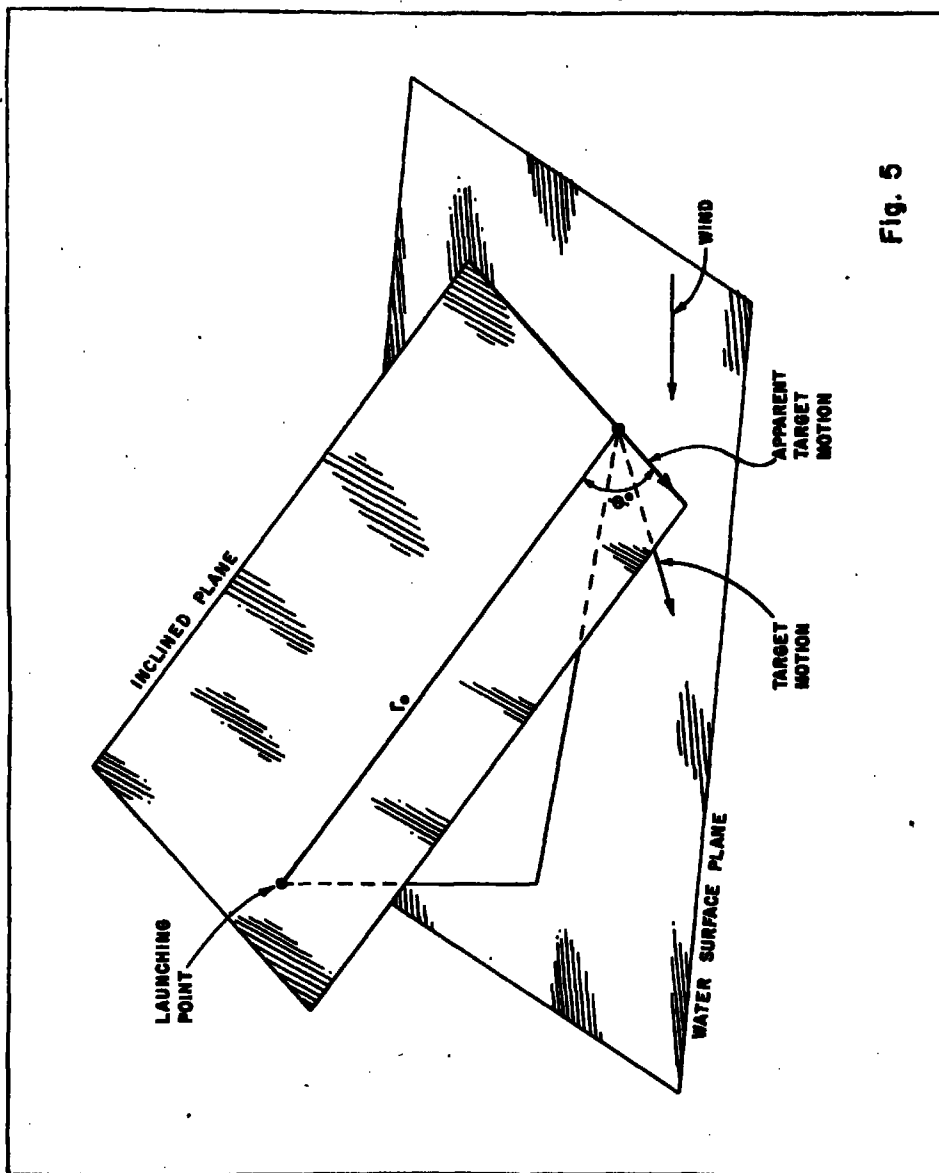 INCLINED PLANE
LAUNCHING
POINT
r₀
θ₀
WIND
APPARENT
TARGET
MOTION
TARGET
MOTION
WATER SURFACE PLANE
Fig. 5